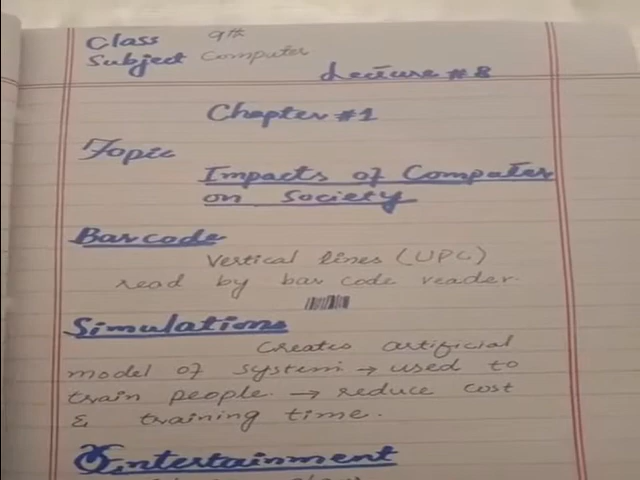 Class 9th
Subject Computer
Lecture # 8
Chapter #1
Topic
Impacts of Computer
on Society
Barcode
Vertical lines (UPC)
read by bar code reader.
Simulations
Creates artificial
model of system → used to
train people. → reduce cost
& training time.
Entertainment